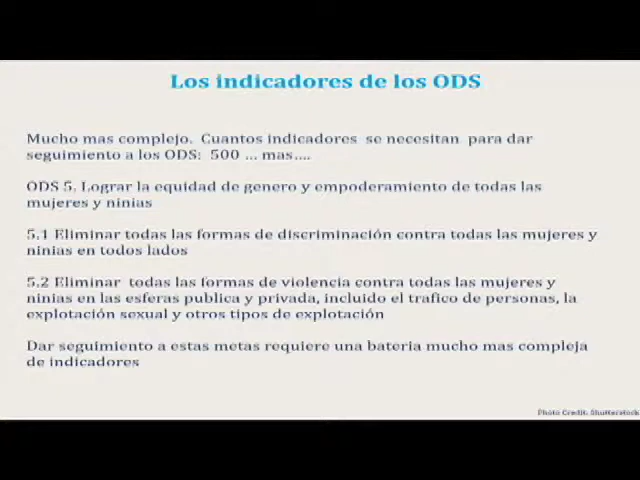 Los indicadores de los ODS
Mucho mas complejo. Cuantos indicadores se necesitan para dar
seguimiento a los ODS: 500 ... mas....
ODS 5. Lograr la equidad de genero y empoderamiento de todas las
mujeres y ninias
5.1 Eliminar todas las formas de discriminación contra todas las mujeres y
ninias en todos lados
5.2 Eliminar todas las formas de violencia contra todas las mujeres y
ninias en las esferas publica y privada, incluido el trafico de personas, la
explotación sexual y otros tipos de explotación
Dar seguimiento a estas metas requiere una bateria mucho mas compleja
de indicadores
Photo Credit: Shutterstock